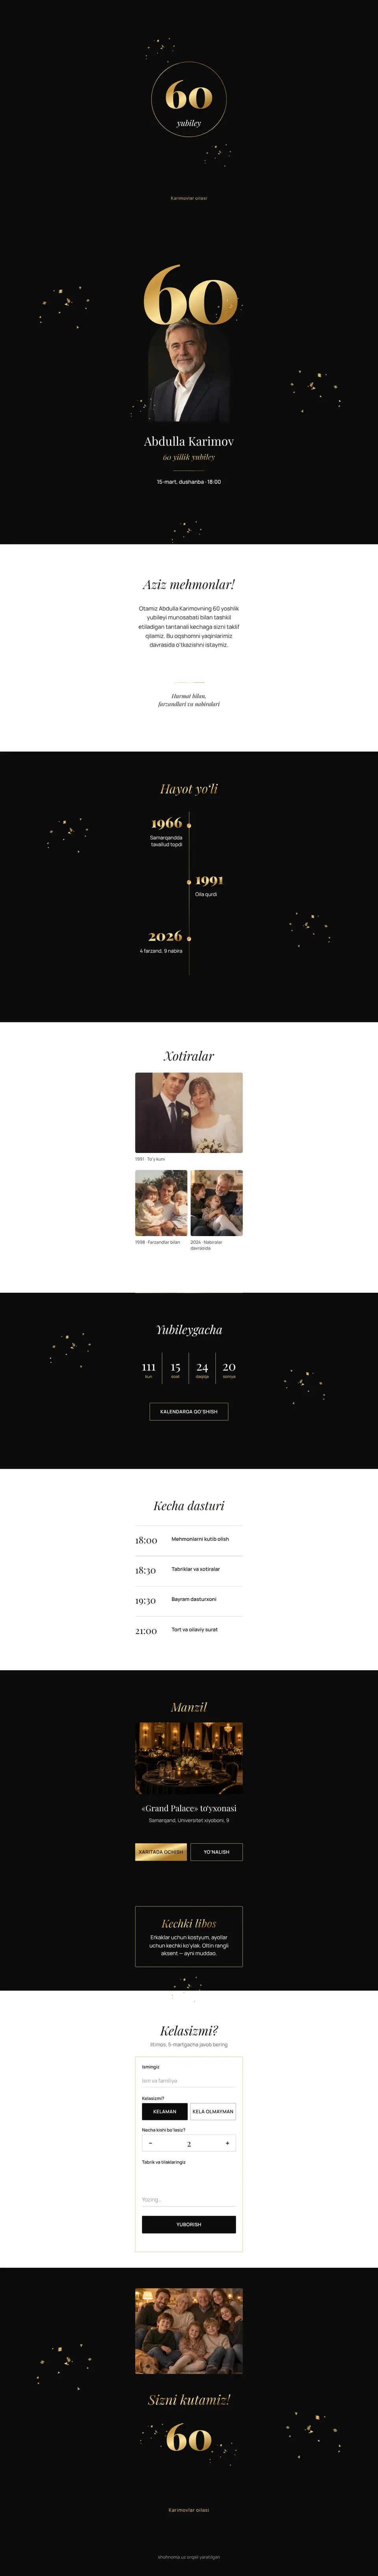 60
yubiley
Karimovlar oilasi
60
Abdulla Karimov
60 yillik yubiley
15-mart, dushanba · 18:00
Aziz mehmonlar!
Otamiz Abdulla Karimovning 60 yoshlik
yubileyi munosabati bilan tashkil
etiladigan tantanali kechaga sizni taklif
qilamiz. Bu oqshomni yaqinlarimiz
davrasida o‘tkazishni istaymiz.
Hurmat bilan,
farzandlari va nabiralari
Hayot yo‘li
1966
Samarqandda
tavallud topdi
1991
Oila qurdi
2026
4 farzand, 9 nabira
Xotiralar
1991 · To‘y kuni
1998 · Farzandlar bilan
2024 · Nabiralar
davrasida
Yubileygacha
111 15 24 20
kun soat daqiqa soniya
KALENDARGA QO‘SHISH
Kecha dasturi
18:00 Mehmonlarni kutib olish
18:30 Tabriklar va xotiralar
19:30 Bayram dasturxoni
21:00 Tort va oilaviy surat
Manzil
«Grand Palace» to‘yxonasi
Samarqand, Universitet xiyoboni, 9
XARITADA OCHISH YO‘NALISH
Kechki libos
Erkaklar uchun kostyum, ayollar
uchun kechki ko‘ylak. Oltin rangli
aksent — ayni muddao.
Kelasizmi?
Iltimos, 5-martgacha javob bering
Ismingiz
Ism va familiya
Kelasizmi?
KELAMAN KELA OLMAYMAN
Necha kishi bo‘lasiz?
− 2 +
Tabrik va tilaklaringiz
Yozing...
YUBORISH
Sizni kutamiz!
60
Karimovlar oilasi
shohnoma.uz orqali yaratilgan